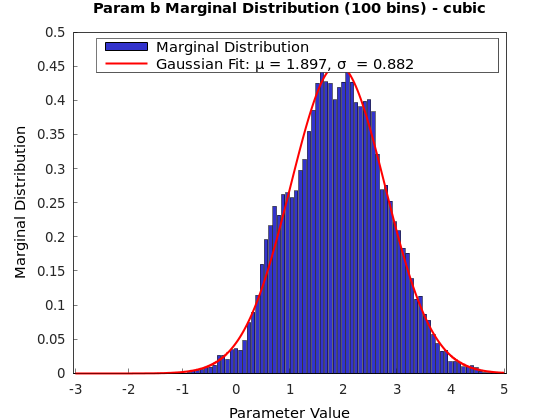 Param b Marginal Distribution (100 bins) - cubic
0.5
0.45
0.4
0.35
0.3
0.25
0.2
0.15
0.1
0.05
0
Marginal Distribution
Marginal Distribution
Gaussian Fit: μ = 1.897, σ = 0.882
-3 -2 -1 0 1 2 3 4 5
Parameter Value